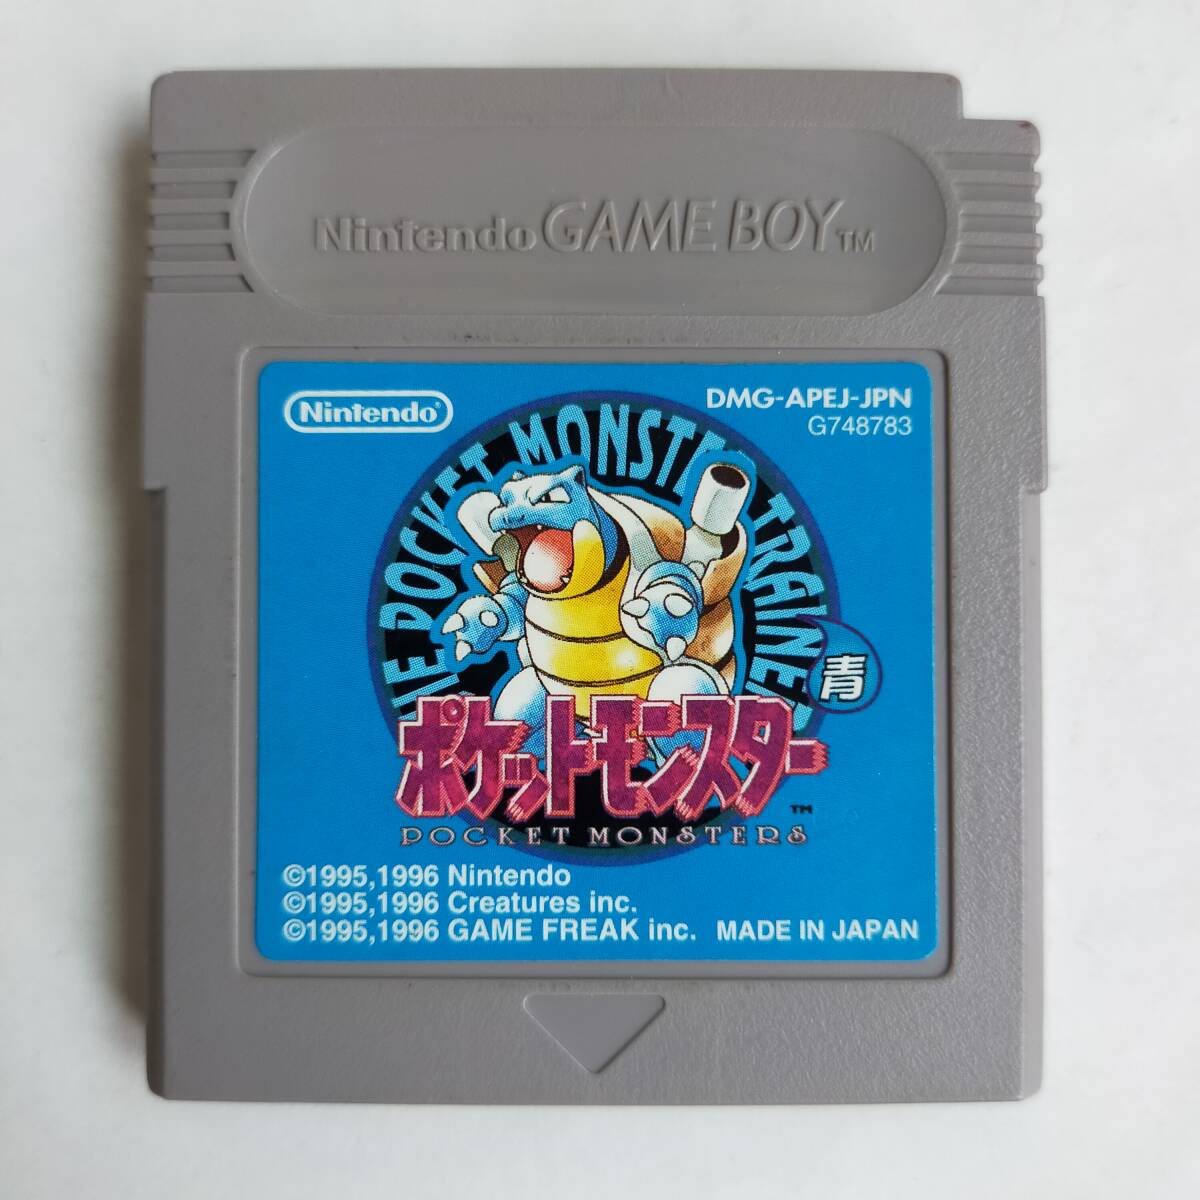 Nintendo GAME BOY TM
Nintendo®
DMG-APEJ-JPN
G748783
POCKET MONSTER TRAINER
青
ポケットモンスター TM
POCKET MONSTERS
©1995,1996 Nintendo
©1995,1996 Creatures inc.
©1995,1996 GAME FREAK inc. MADE IN JAPAN